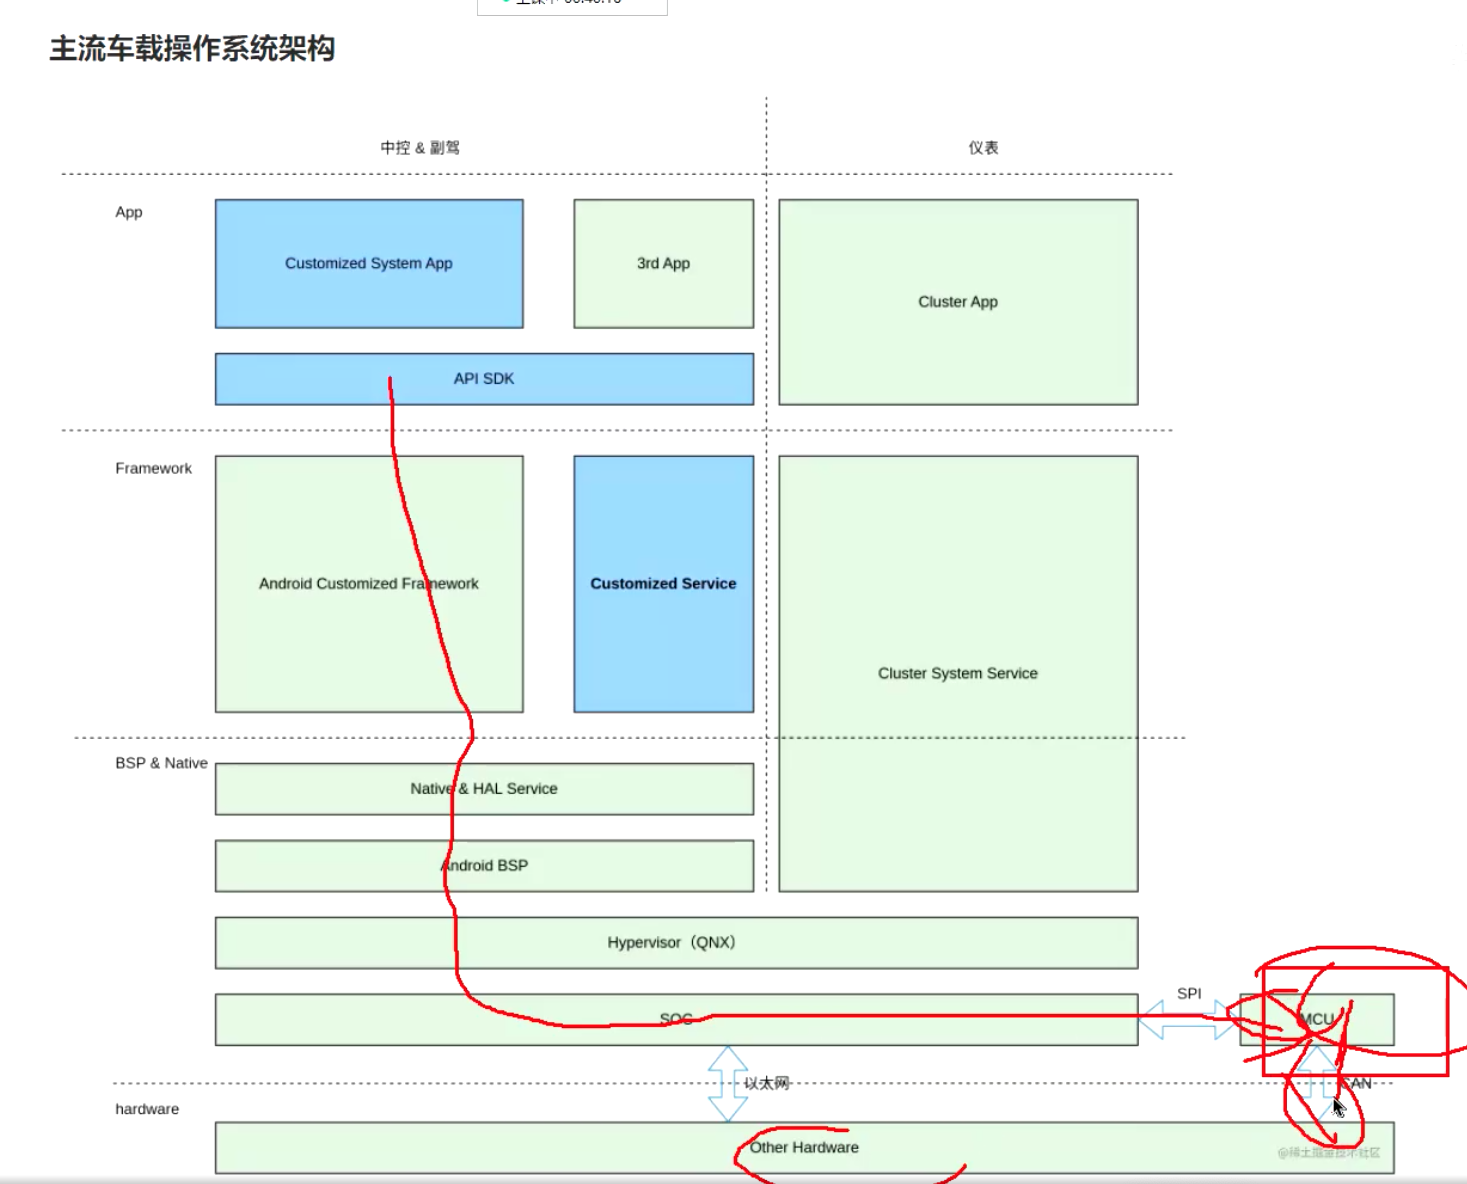 主流车载操作系统架构
中控 & 副驾
仪表
App
Customized System App
3rd App
Cluster App
API SDK
Framework
Android Customized Framework
Customized Service
Cluster System Service
BSP & Native
Native & HAL Service
Android BSP
Hypervisor（QNX）
SPI
SOC
MCU
以太网
CAN
hardware
Other Hardware
@稀土掘金技术社区